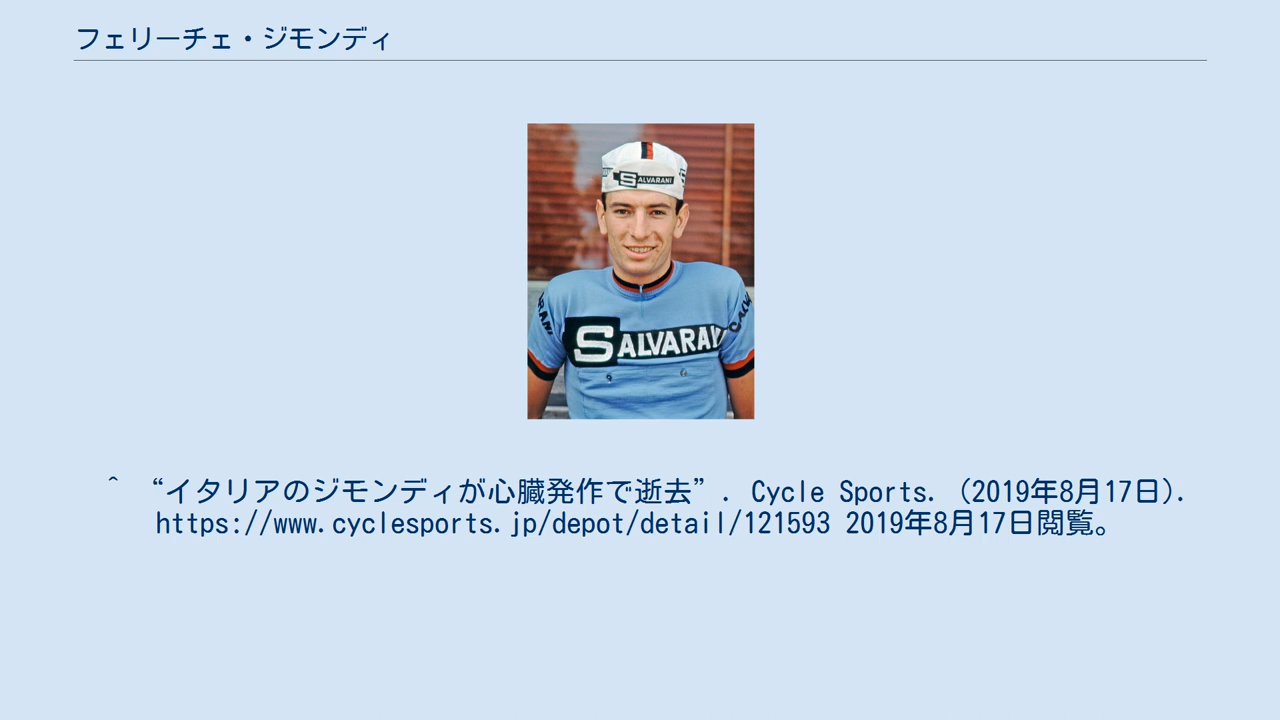 フェリーチェ・ジモンディ
SALVARANI
SALVARANI
^ “イタリアのジモンディが心臓発作で逝去”. Cycle Sports. (2019年8月17日).
https://www.cyclesports.jp/depot/detail/121593 2019年8月17日閲覧。